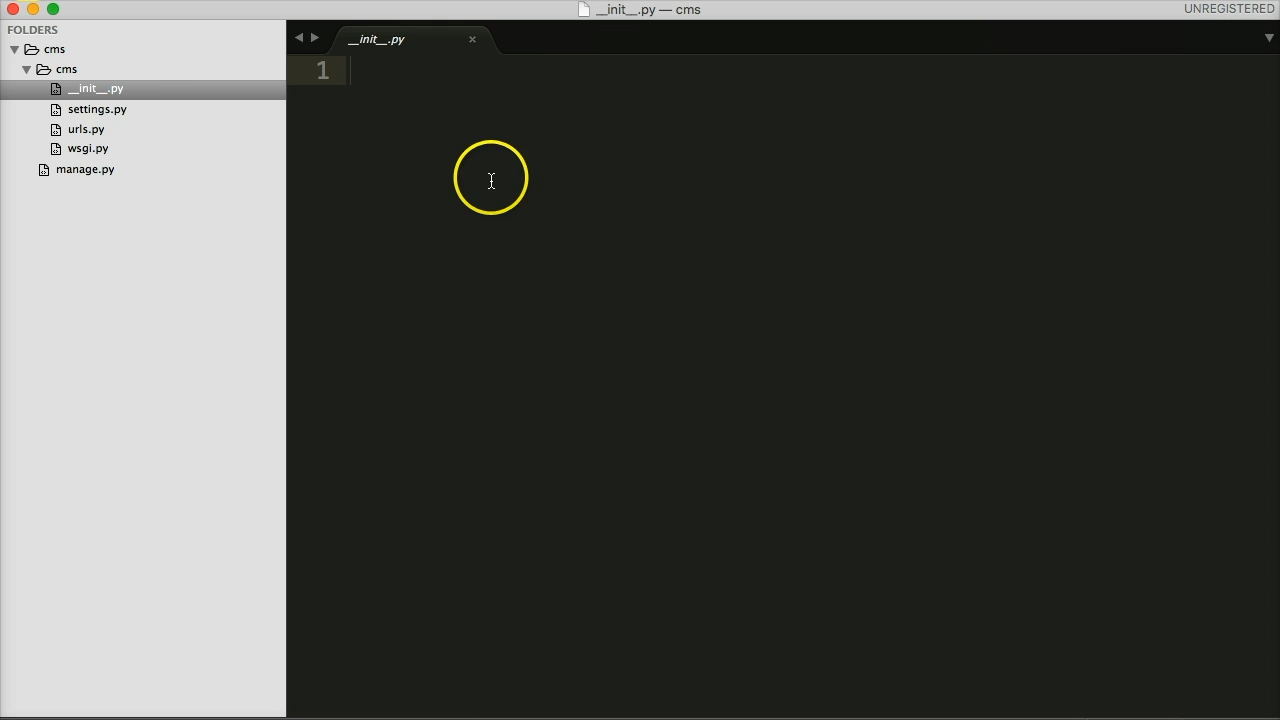 __init__.py — cms
UNREGISTERED
FOLDERS
cms
cms
__init__.py
settings.py
urls.py
wsgi.py
manage.py
__init__.py
1